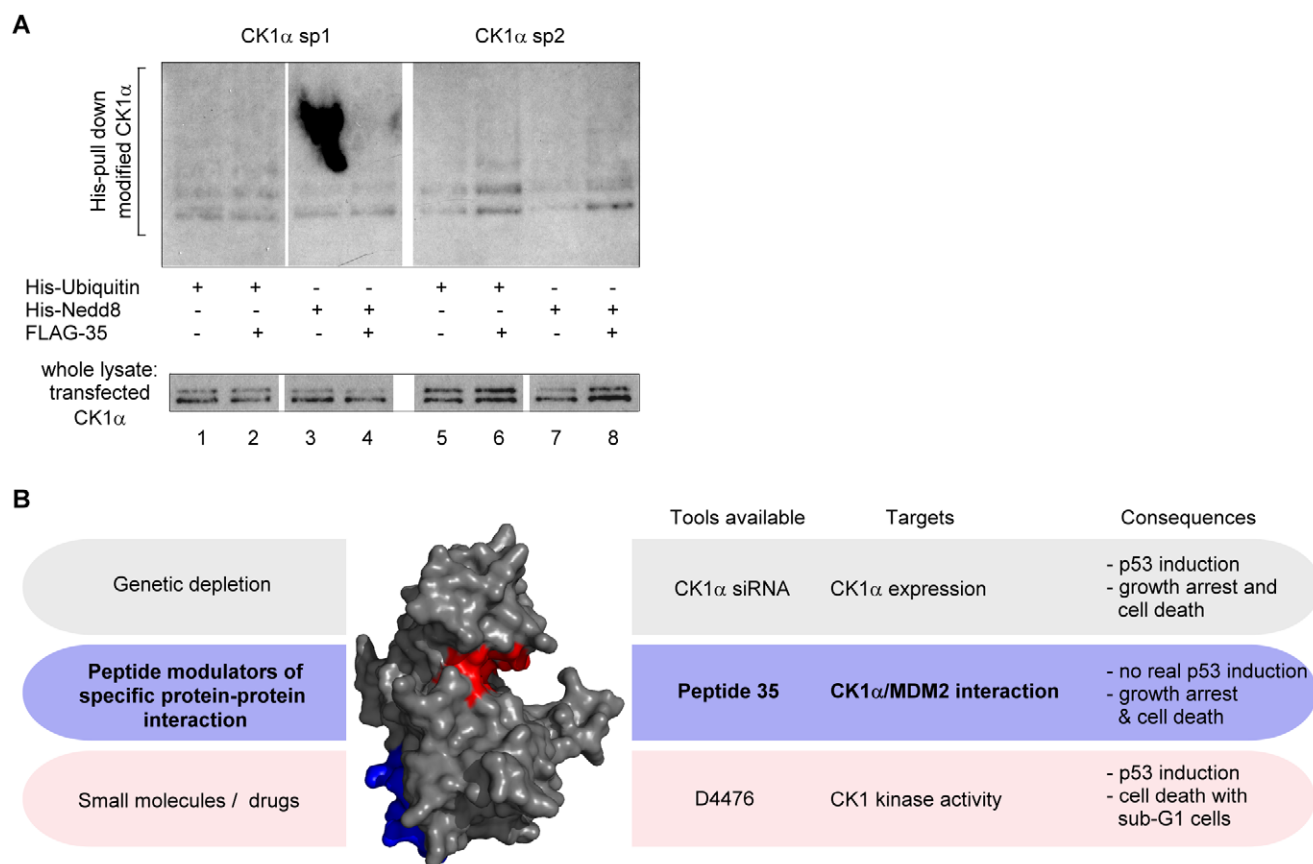 A
CK1α sp1 CK1α sp2
His-pull down
modified CK1α
His-Ubiquitin + + - - + + - -
His-Nedd8 - - + + - - + +
FLAG-35 - + - + - + - +
whole lysate:
transfected
CK1α
1 2 3 4 5 6 7 8
B
Tools available Targets Consequences
Genetic depletion
CK1α siRNA CK1α expression
- p53 induction
- growth arrest and
cell death
Peptide modulators of
specific protein-protein
interaction
Peptide 35 CK1α/MDM2 interaction
- no real p53 induction
- growth arrest
& cell death
Small molecules / drugs
D4476 CK1 kinase activity
- p53 induction
- cell death with
sub-G1 cells